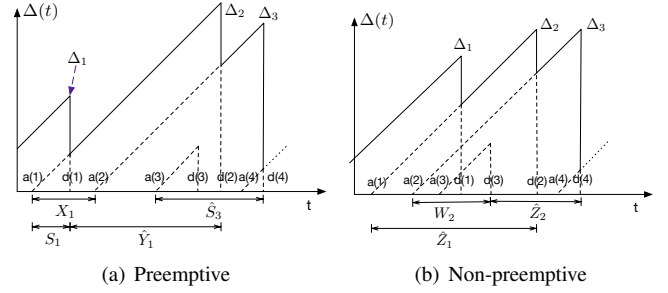 Δ(t)
Δ₁
Δ₂
Δ₃
a(1)
d(1)
a(2)
a(3)
d(3)
d(2)
a(4)
d(4)
t
X₁
Ŝ₃
S₁
Ŷ₁
(a) Preemptive
Δ(t)
Δ₁
Δ₂
Δ₃
a(1)
a(2)
a(3)
d(1)
d(3)
d(2)
a(4)
d(4)
t
W₂
Ẑ₂
Ẑ₁
(b) Non-preemptive